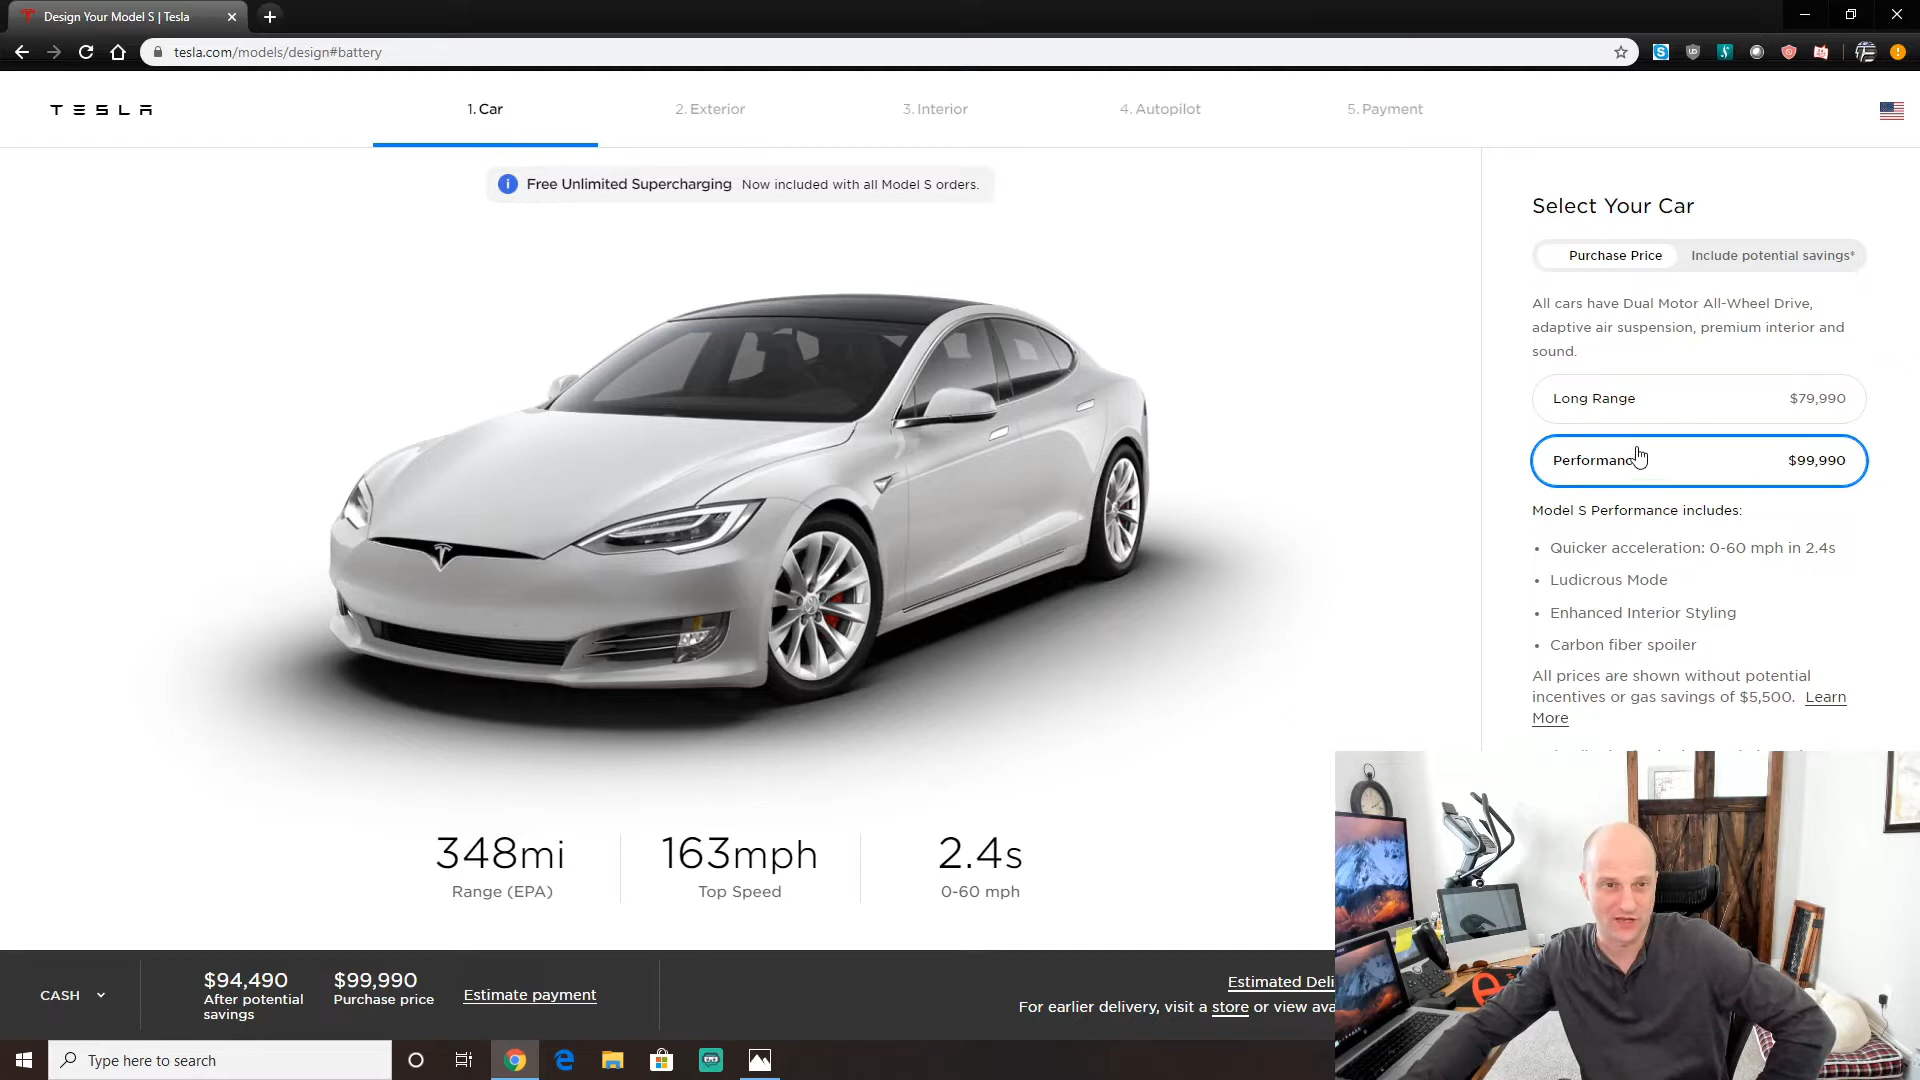 Design Your Model S | Tesla
tesla.com/models/design#battery
TESLA
1. Car
2. Exterior
3. Interior
4. Autopilot
5. Payment
Free Unlimited Supercharging Now included with all Model S orders.
Select Your Car
Purchase Price
Include potential savings*
All cars have Dual Motor All-Wheel Drive,
adaptive air suspension, premium interior and
sound.
Long Range $79,990
Performance $99,990
Model S Performance includes:
• Quicker acceleration: 0-60 mph in 2.4s
• Ludicrous Mode
• Enhanced Interior Styling
• Carbon fiber spoiler
All prices are shown without potential
incentives or gas savings of $5,500. Learn
More
348mi
Range (EPA)
163mph
Top Speed
2.4s
0-60 mph
CASH
$94,490
After potential
savings
$99,990
Purchase price
Estimate payment
Estimated Deli
For earlier delivery, visit a store or view ava
Type here to search